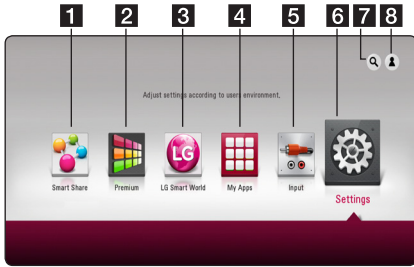 1 2 3 4 5 6 7 8
Adjust settings according to users environment.
LG
Smart Share Premium LG Smart World My Apps Input Settings